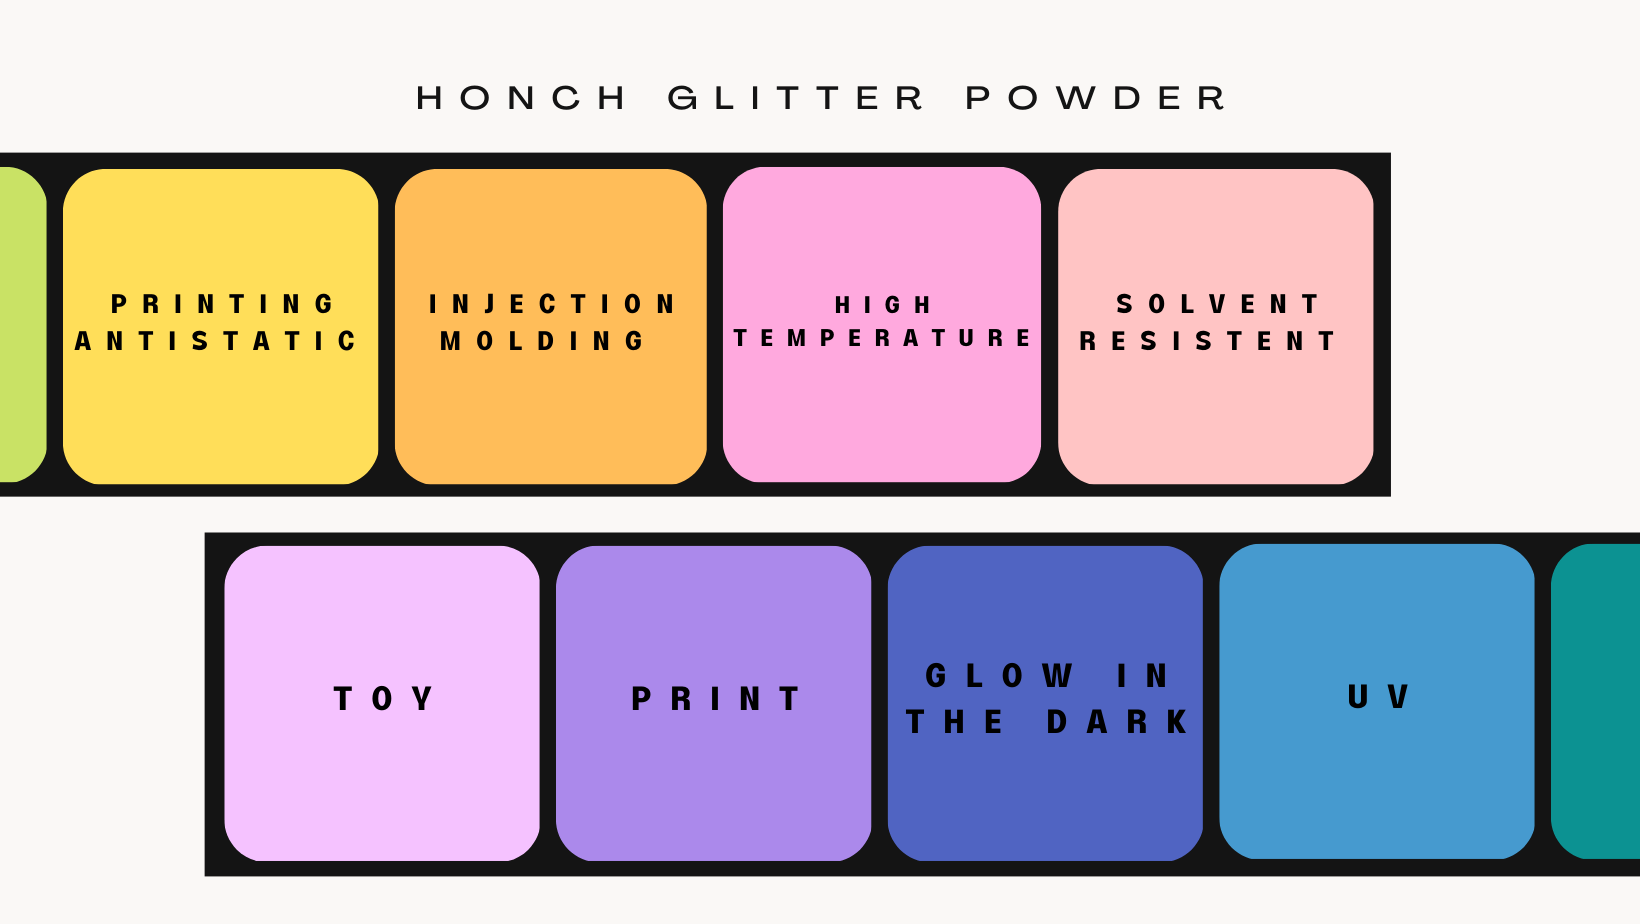 HONCH GLITTER POWDER
PRINTING
ANTISTATIC
INJECTION
MOLDING
HIGH
TEMPERATURE
SOLVENT
RESISTENT
TOY
PRINT
GLOW IN
THE DARK
UV